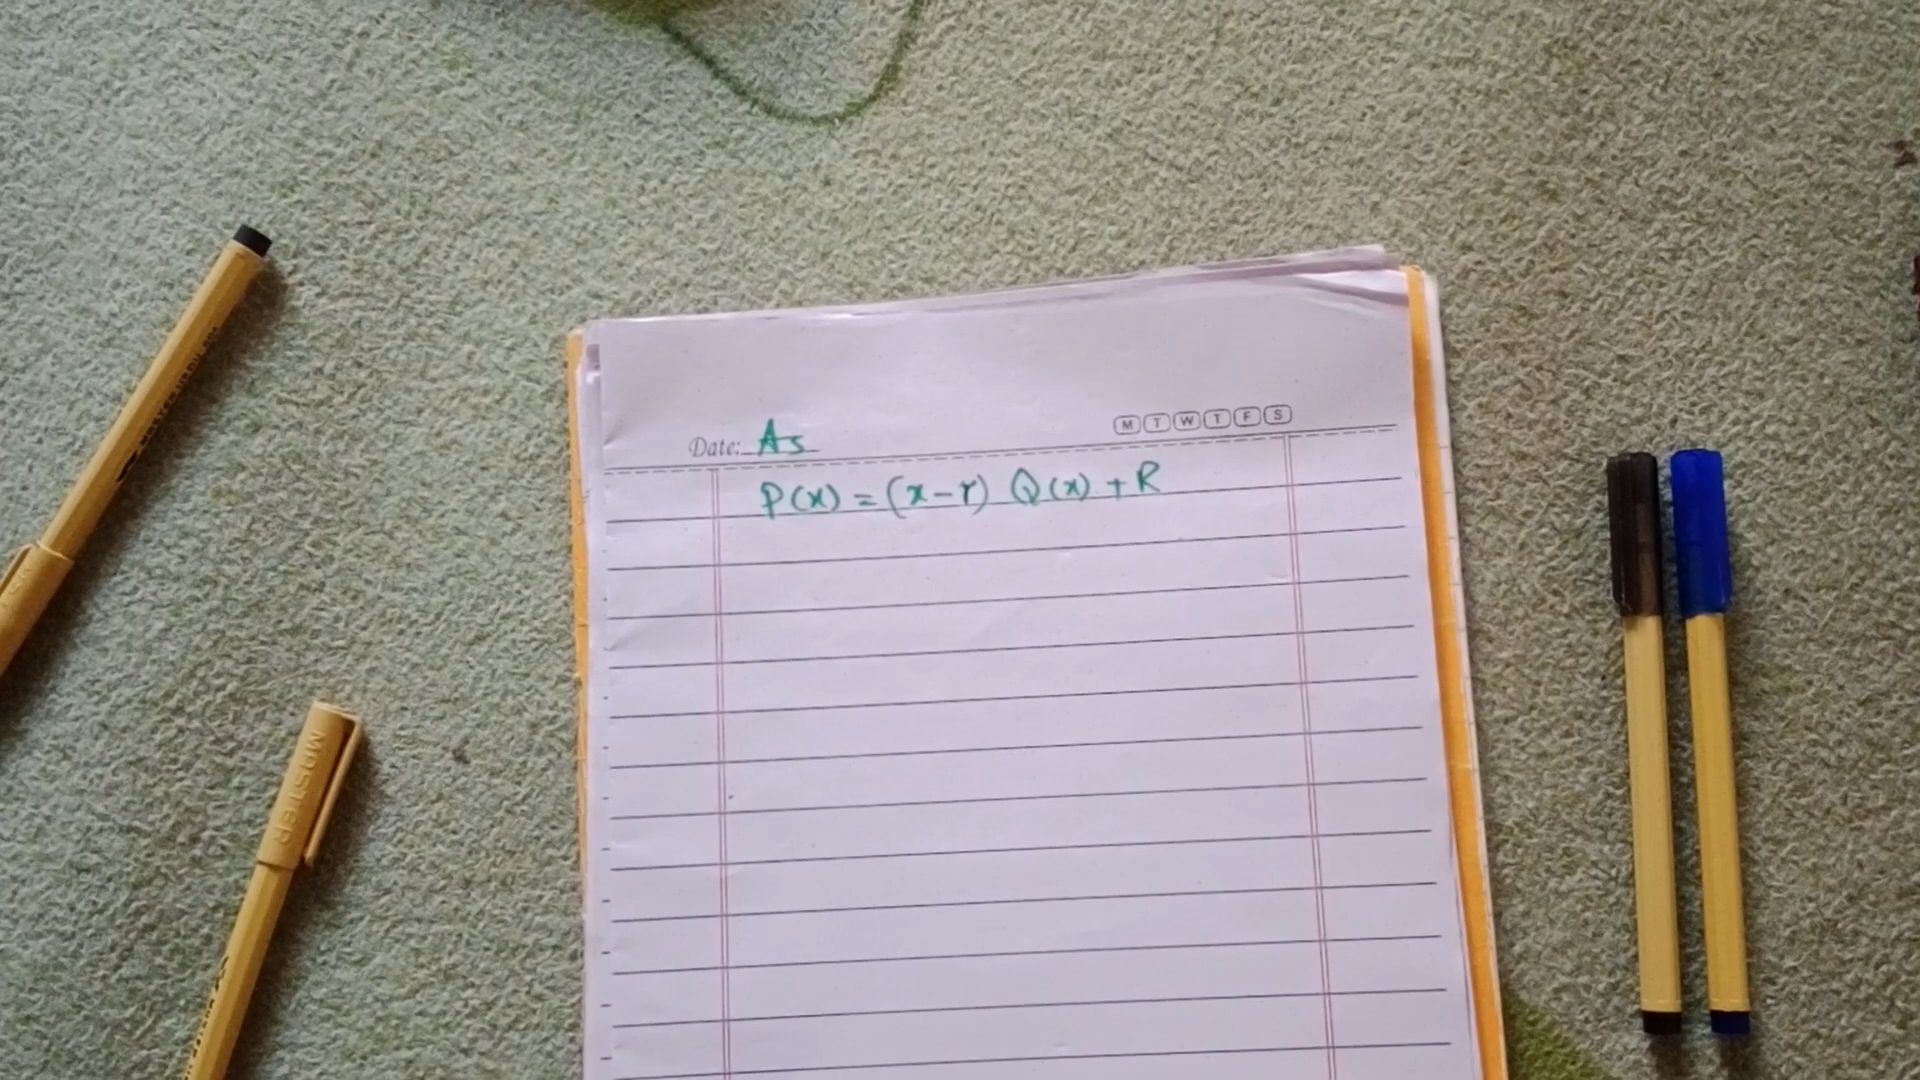 M T W T F S
Date: As
P(x) = (x-r) Q(x) + R
MASTER